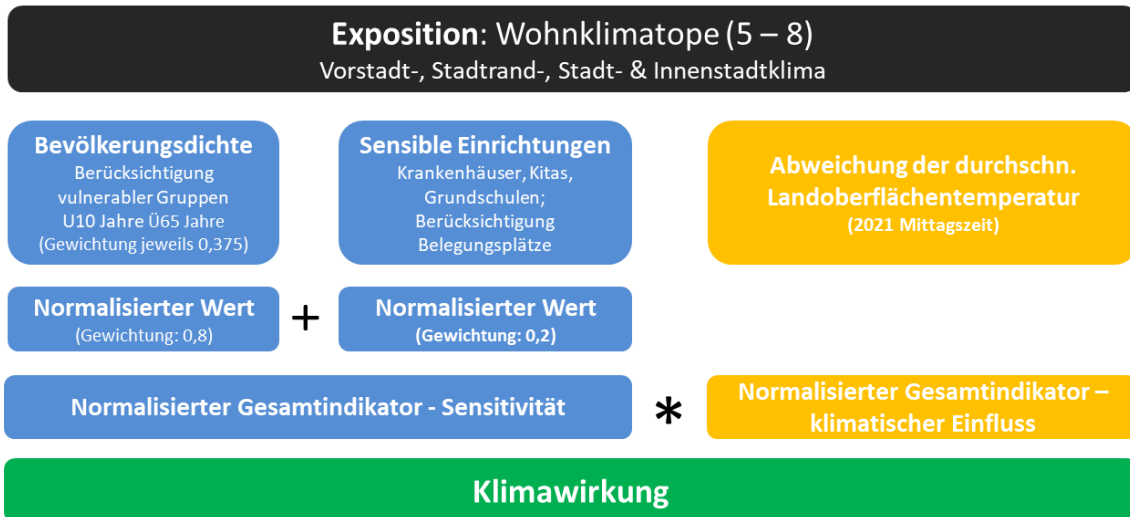 Exposition: Wohnklimatope (5 – 8)
Vorstadt-, Stadtrand-, Stadt- & Innenstadtklima
Bevölkerungsdichte
Berücksichtigung
vulnerabler Gruppen
U10 Jahre Ü65 Jahre
(Gewichtung jeweils 0,375)
Sensible Einrichtungen
Krankenhäuser, Kitas,
Grundschulen;
Berücksichtigung
Belegungsplätze
Abweichung der durchschn.
Landoberflächentemperatur
(2021 Mittagszeit)
Normalisierter Wert
(Gewichtung: 0,8)
+
Normalisierter Wert
(Gewichtung: 0,2)
Normalisierter Gesamtindikator - Sensitivität
*
Normalisierter Gesamtindikator –
klimatischer Einfluss
Klimawirkung